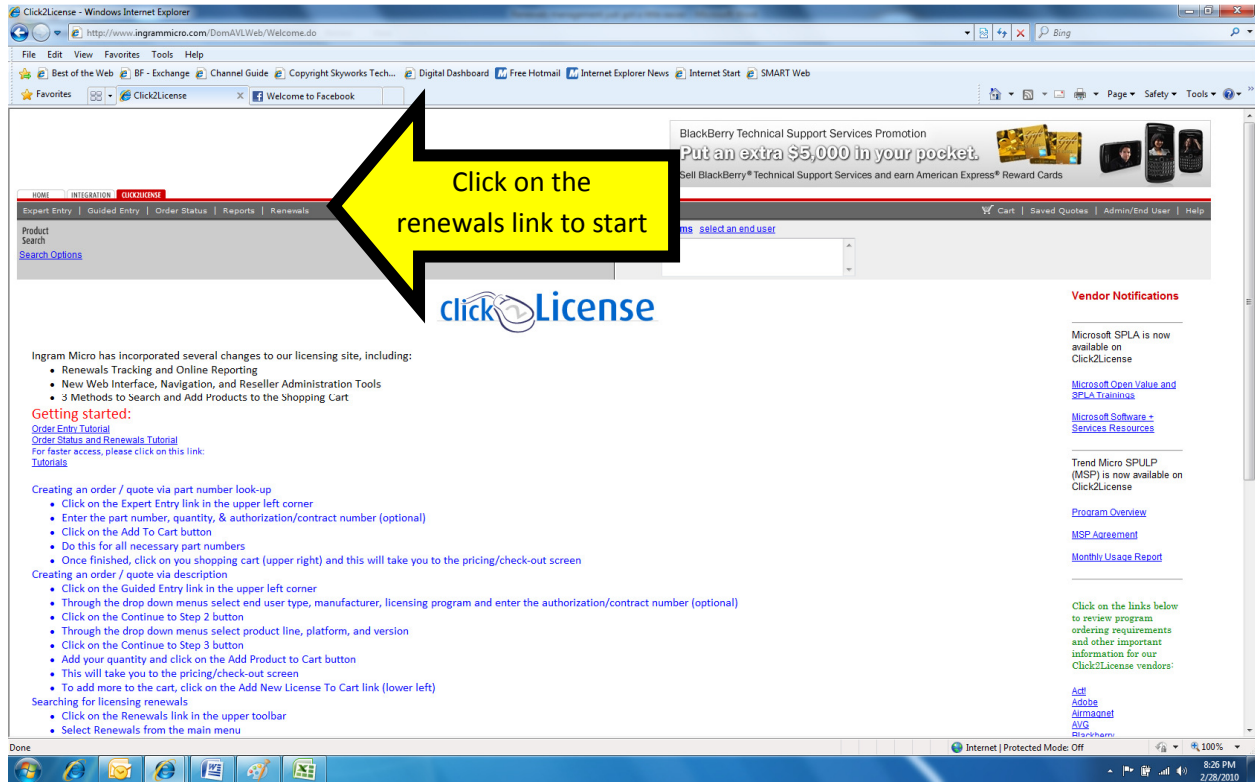 Click2License - Windows Internet Explorer
http://www.ingrammicro.com/DomAVLWeb/Welcome.do
Bing
File Edit View Favorites Tools Help
Best of the Web BF - Exchange Channel Guide Copyright Skyworks Tech... Digital Dashboard Free Hotmail Internet Explorer News Internet Start SMART Web
Favorites Click2License X Welcome to Facebook
Page Safety Tools
BlackBerry Technical Support Services Promotion
Put an extra $5,000 in your pocket.
Sell BlackBerry® Technical Support Services and earn American Express® Reward Cards
Click on the
renewals link to start
HOME INTEGRATION CLICK2LICENSE
Expert Entry | Guided Entry | Order Status | Reports | Renewals
Cart | Saved Quotes | Admin/End User | Help
Product
Search
Search Options
select an end user
click2License
Ingram Micro has incorporated several changes to our licensing site, including:
• Renewals Tracking and Online Reporting
• New Web Interface, Navigation, and Reseller Administration Tools
• 3 Methods to Search and Add Products to the Shopping Cart
Getting started:
Order Entry Tutorial
Order Status and Renewals Tutorial
For faster access, please click on this link:
Tutorials
Creating an order / quote via part number look-up
• Click on the Expert Entry link in the upper left corner
• Enter the part number, quantity, & authorization/contract number (optional)
• Click on the Add To Cart button
• Do this for all necessary part numbers
• Once finished, click on you shopping cart (upper right) and this will take you to the pricing/check-out screen
Creating an order / quote via description
• Click on the Guided Entry link in the upper left corner
• Through the drop down menus select end user type, manufacturer, licensing program and enter the authorization/contract number (optional)
• Click on the Continue to Step 2 button
• Through the drop down menus select product line, platform, and version
• Click on the Continue to Step 3 button
• Add your quantity and click on the Add Product to Cart button
• This will take you to the pricing/check-out screen
• To add more to the cart, click on the Add New License To Cart link (lower left)
Searching for licensing renewals
• Click on the Renewals link in the upper toolbar
• Select Renewals from the main menu
Vendor Notifications
Microsoft SPLA is now
available on
Click2License
Microsoft Open Value and
SPLA Trainings
Microsoft Software +
Services Resources
Trend Micro SPULP
(MSP) is now available on
Click2License
Program Overview
MSP Agreement
Monthly Usage Report
Click on the links below
to review program
ordering requirements
and other important
information for our
Click2License vendors:
Act!
Adobe
Airmagnet
AVG
Blackberry
Done
Internet | Protected Mode: Off
100%
8:26 PM
2/28/2010